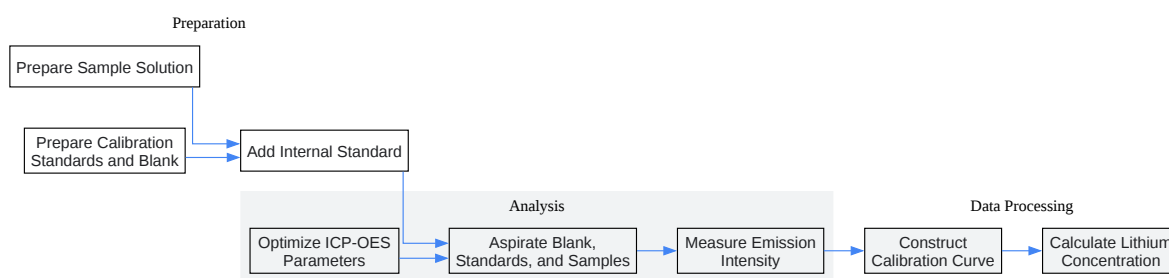 Preparation
Prepare Sample Solution
Prepare Calibration
Standards and Blank
Add Internal Standard
Analysis
Data Processing
Optimize ICP-OES
Parameters
Aspirate Blank,
Standards, and Samples
Measure Emission
Intensity
Construct
Calibration Curve
Calculate Lithium
Concentration